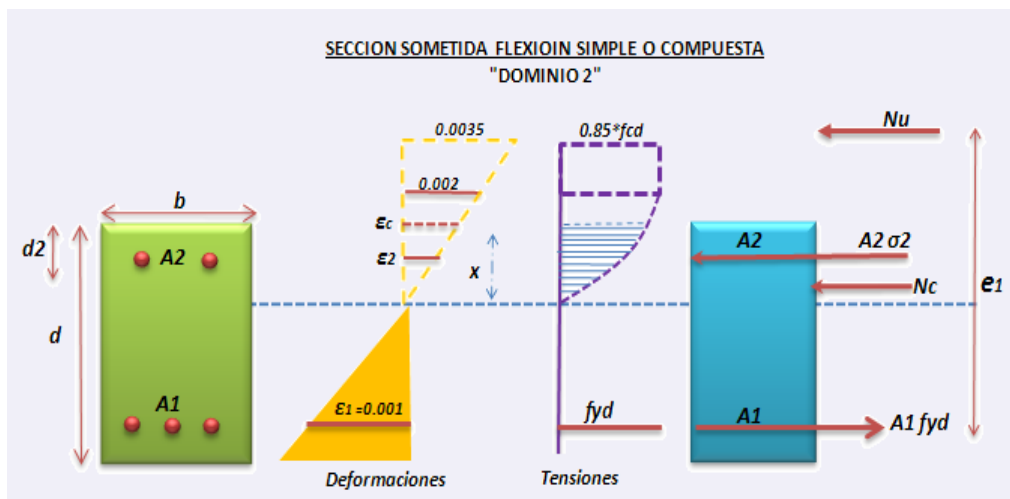 SECCION SOMETIDA FLEXIOIN SIMPLE O COMPUESTA
"DOMINIO 2"
0.0035
0.85*fcd
Nu
0.002
b
εc
d2
A2
A2
A2 σ2
ε2
x
Nc
e1
d
A1
ε1 =0.001
fyd
A1
A1 fyd
Deformaciones
Tensiones